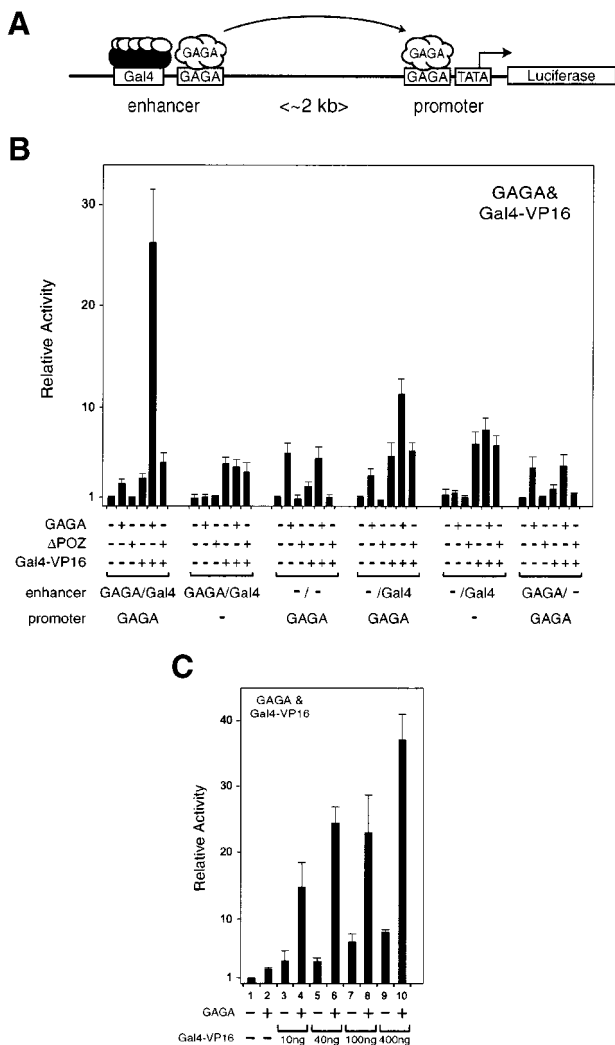 A
GAGA GAGA
Gal4 GAGA GAGA TATA Luciferase
enhancer <~2 kb> promoter
B
GAGA&
Gal4-VP16
Relative Activity
30
20
10
1
GAGA -+--+- -+--+- -+--+- -+--+- -+--+- -+--+-
ΔPOZ --+--+ --+--+ --+--+ --+--+ --+--+ --+--+
Gal4-VP16 ---+++ ---+++ ---+++ ---+++ ---+++ ---+++
enhancer GAGA/Gal4 GAGA/Gal4 -/- -/Gal4 -/Gal4 GAGA/-
promoter GAGA - GAGA GAGA - GAGA
C
GAGA &
Gal4-VP16
Relative Activity
40
30
20
10
1
1 2 3 4 5 6 7 8 9 10
GAGA - + - + - + - + - +
Gal4-VP16 - - 10ng 40ng 100ng 400ng